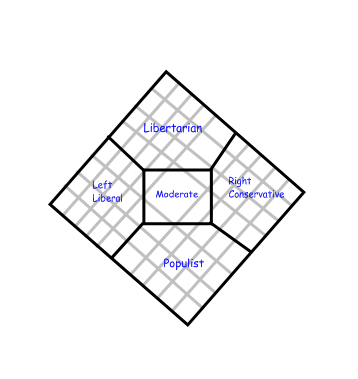 Libertarian
Left
Liberal
Moderate
Right
Conservative
Populist